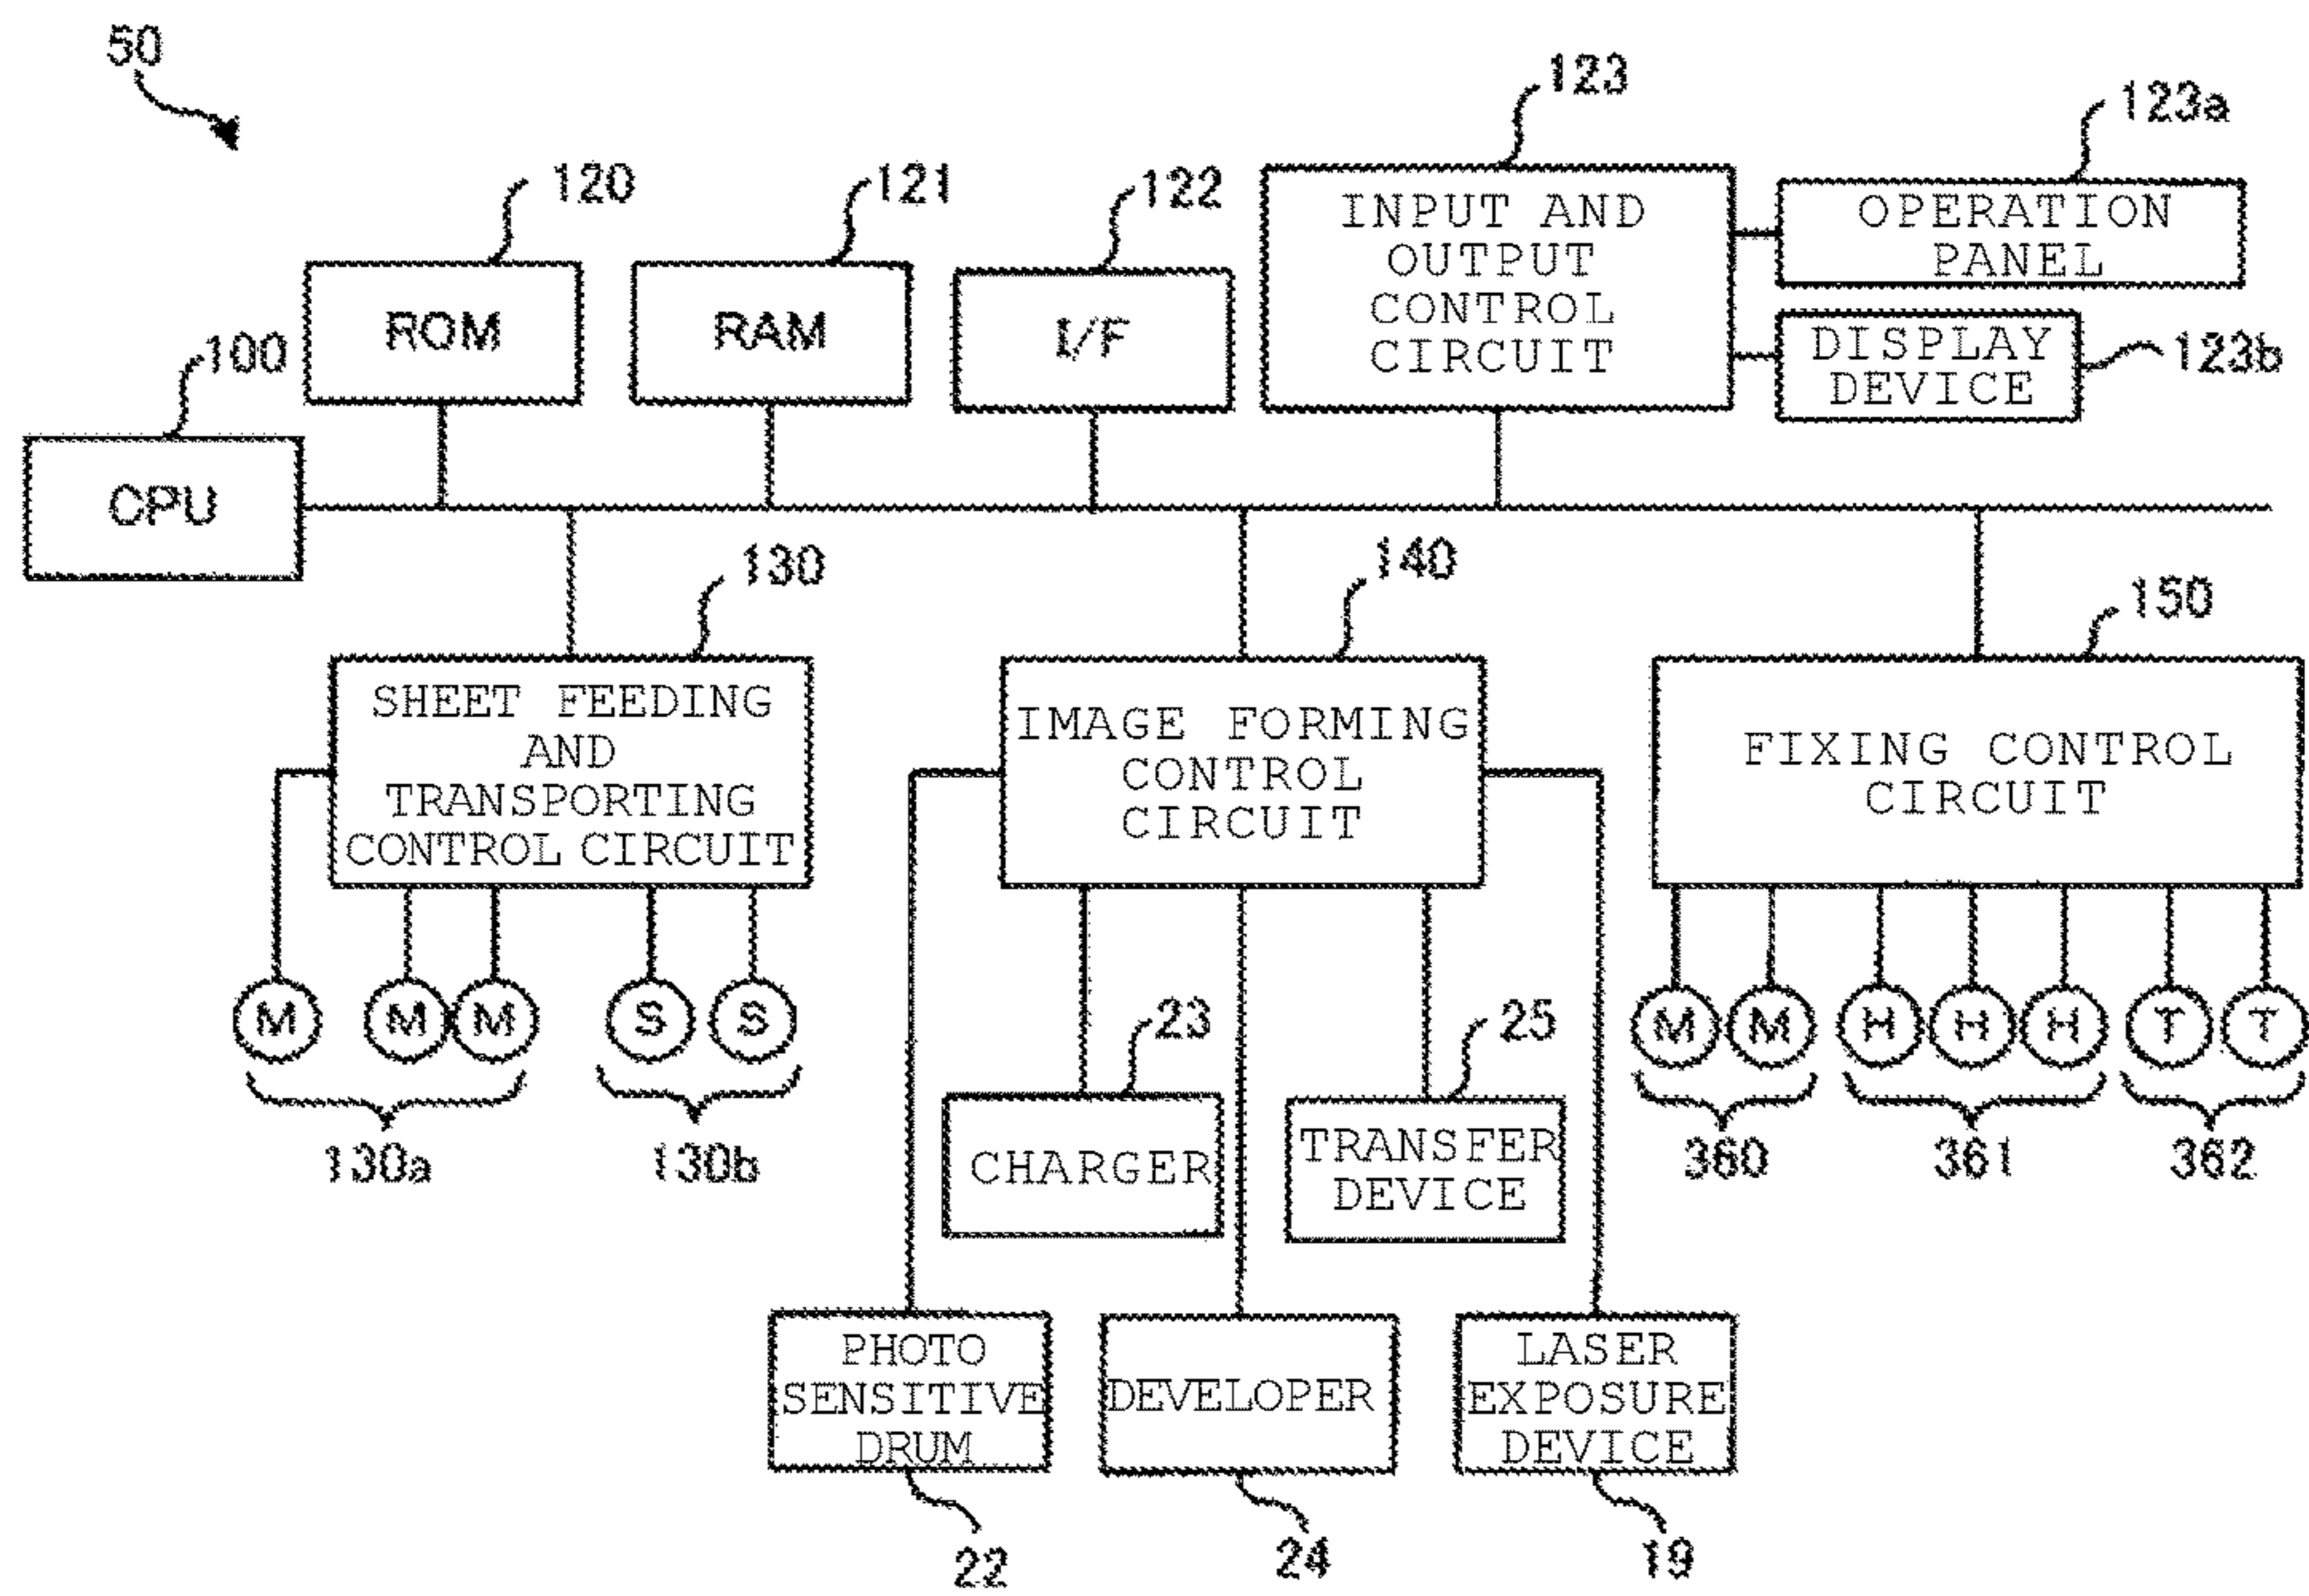 50
123
123a
120
121
122
INPUT AND
OUTPUT
CONTROL
CIRCUIT
OPERATION
PANEL
ROM
RAM
I/F
DISPLAY
DEVICE
123b
100
CPU
130
140
150
SHEET FEEDING
AND
TRANSPORTING
CONTROL CIRCUIT
IMAGE FORMING
CONTROL
CIRCUIT
FIXING CONTROL
CIRCUIT
M M M S S
M M H H H T T
23
25
130a
130b
360
361
362
CHARGER
TRANSFER
DEVICE
PHOTO
SENSITIVE
DRUM
DEVELOPER
LASER
EXPOSURE
DEVICE
22
24
19